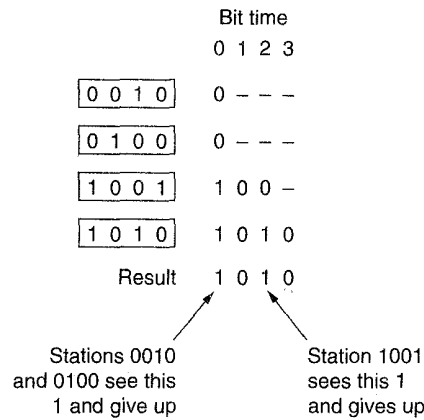 Bit time
0 1 2 3
0 0 1 0 0 – – –
0 1 0 0 0 – – –
1 0 0 1 1 0 0 –
1 0 1 0 1 0 1 0
Result 1 0 1 0
Stations 0010
and 0100 see this
1 and give up
Station 1001
sees this 1
and gives up